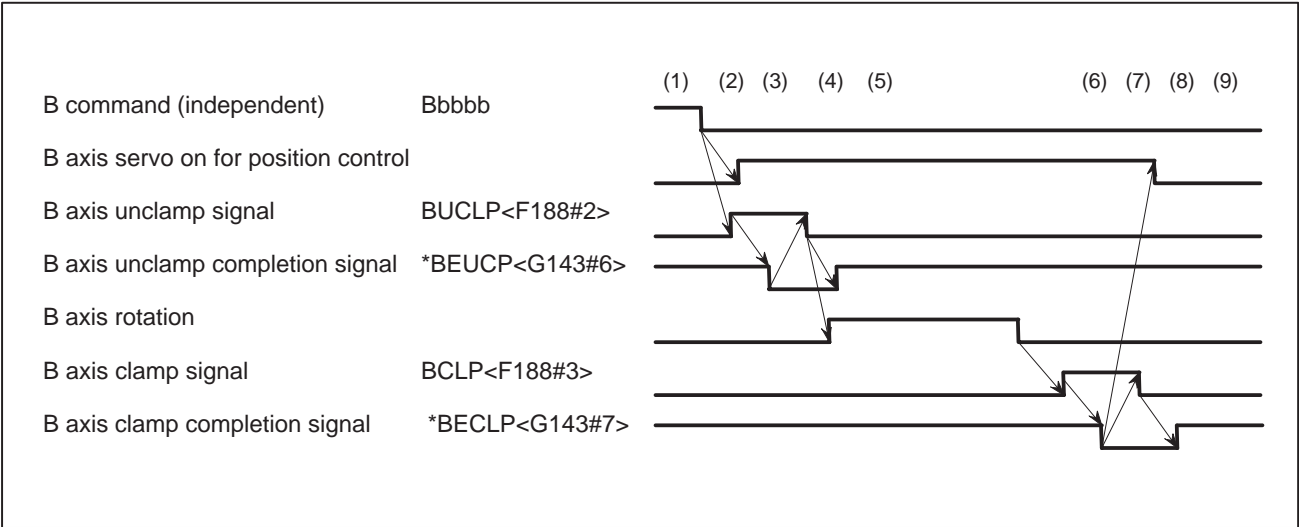 (1) (2) (3) (4) (5) (6) (7) (8) (9)
B command (independent) Bbbbb
B axis servo on for position control
B axis unclamp signal BUCLP<F188#2>
B axis unclamp completion signal *BEUCP<G143#6>
B axis rotation
B axis clamp signal BCLP<F188#3>
B axis clamp completion signal *BECLP<G143#7>